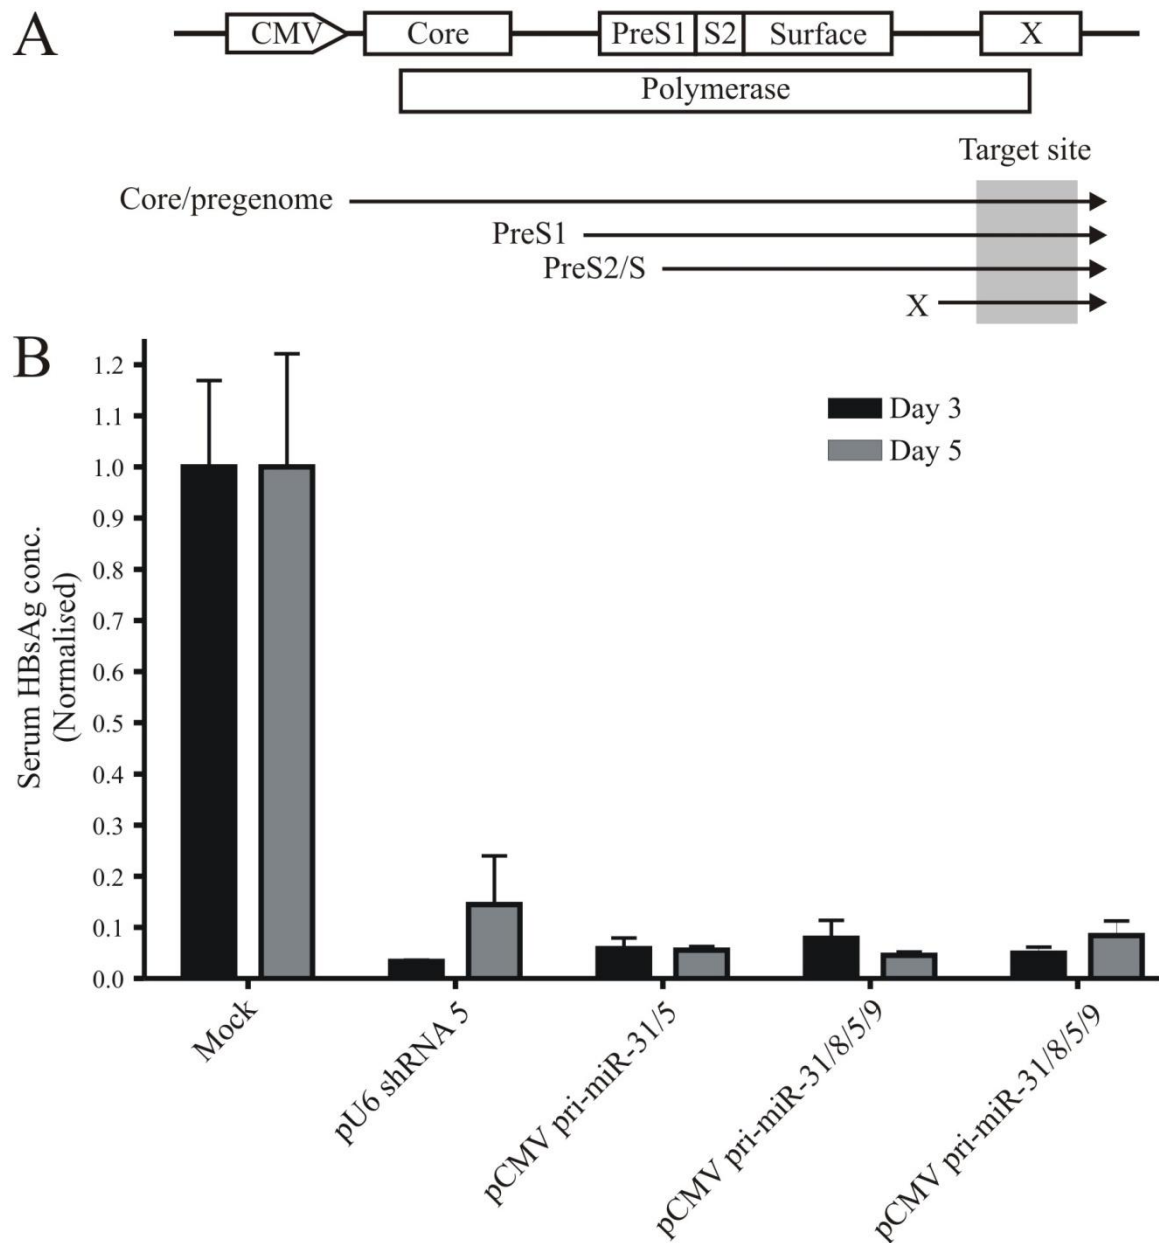 A
CMV Core PreS1 S2 Surface X
Polymerase
Target site
Core/pregenome
PreS1
PreS2/S
X
B
Day 3
Day 5
Serum HBsAg conc.
(Normalised)
1.2
1.1
1.0
0.9
0.8
0.7
0.6
0.5
0.4
0.3
0.2
0.1
0.0
Mock
pU6 shRNA 5
pCMV pri-miR-31/5
pCMV pri-miR-31/8/5/9
pCMV pri-miR-31/8/5/9